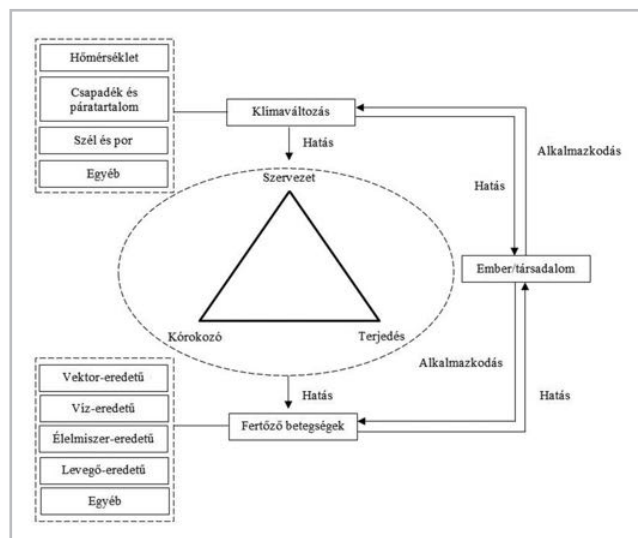 Hőmérséklet
Csapadék és
páratartalom
Szél és por
Egyéb
Klímaváltozás
Hatás
Alkalmazkodás
Hatás
Szervezet
Ember/társadalom
Kórokozó
Terjedés
Alkalmazkodás
Hatás
Hatás
Vektor-eredetű
Víz-eredetű
Élelmiszer-eredetű
Levegő-eredetű
Egyéb
Fertőző betegségek